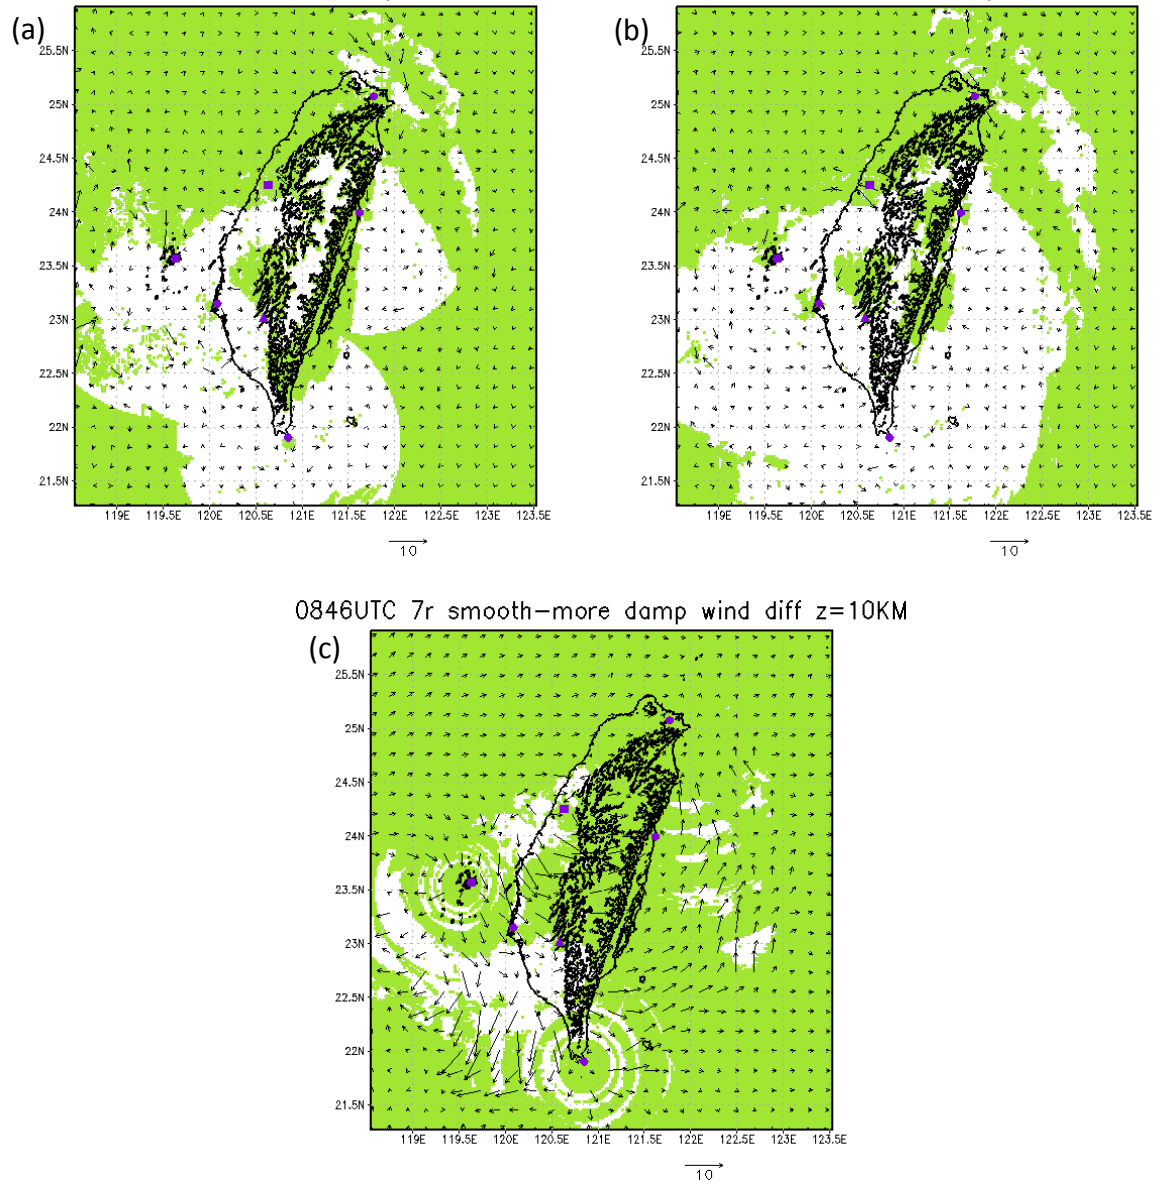 (a) (b)
25.5N 25.5N
25N 25N
24.5N 24.5N
24N 24N
23.5N 23.5N
23N 23N
22.5N 22.5N
22N 22N
21.5N 21.5N
119E 119.5E 120E 120.5E 121E 121.5E 122E 122.5E 123E 123.5E 119E 119.5E 120E 120.5E 121E 121.5E 122E 122.5E 123E 123.5E
10 10
0846UTC 7r smooth-more damp wind diff z=10KM
(c)
25.5N
25N
24.5N
24N
23.5N
23N
22.5N
22N
21.5N
119E 119.5E 120E 120.5E 121E 121.5E 122E 122.5E 123E 123.5E
10